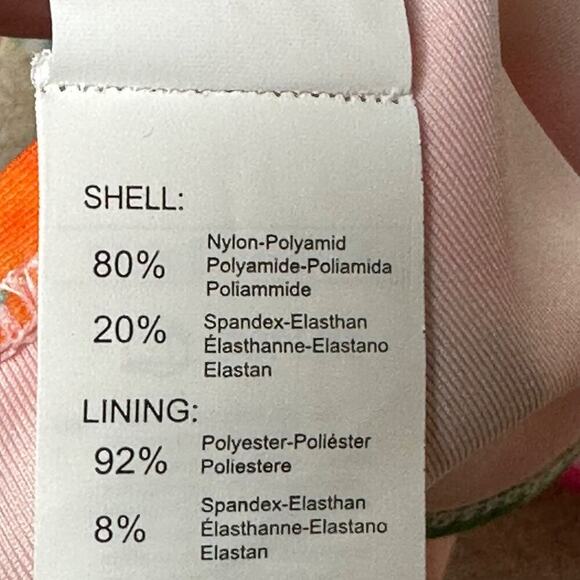 SHELL:
80% Nylon-Polyamid
Polyamide-Poliamida
Poliammide
20% Spandex-Elasthan
Élasthanne-Elastano
Elastan
LINING:
92% Polyester-Poliéster
Poliestere
8% Spandex-Elasthan
Élasthanne-Elastano
Elastan